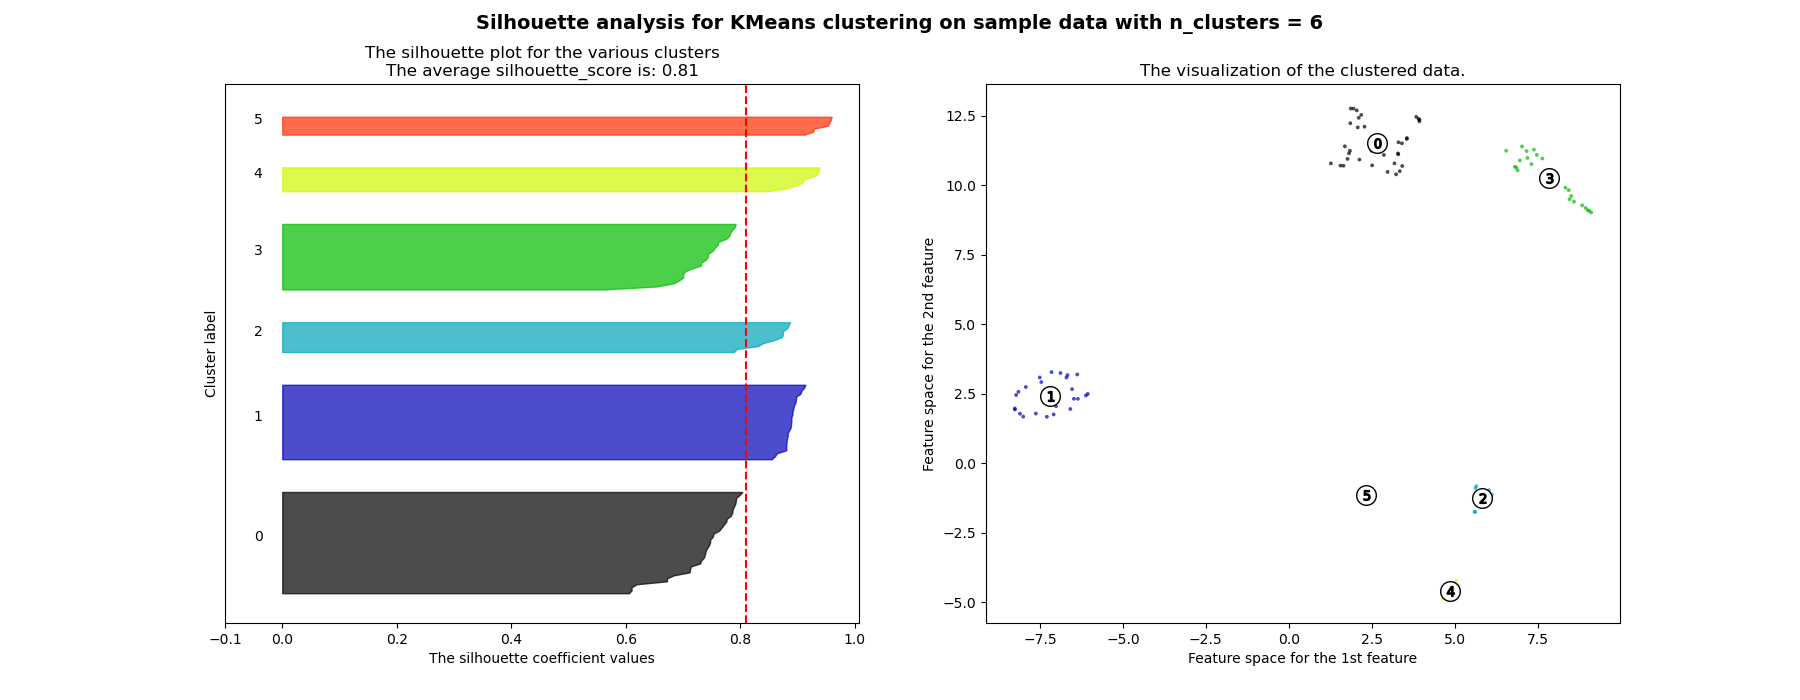 Silhouette analysis for KMeans clustering on sample data with n_clusters = 6
The silhouette plot for the various clusters
The average silhouette_score is: 0.81
5
4
3
2
1
0
Cluster label
−0.1 0.0 0.2 0.4 0.6 0.8 1.0
The silhouette coefficient values
The visualization of the clustered data.
12.5
10.0
7.5
5.0
2.5
0.0
−2.5
−5.0
Feature space for the 2nd feature
0
3
1
5
2
4
−7.5 −5.0 −2.5 0.0 2.5 5.0 7.5
Feature space for the 1st feature